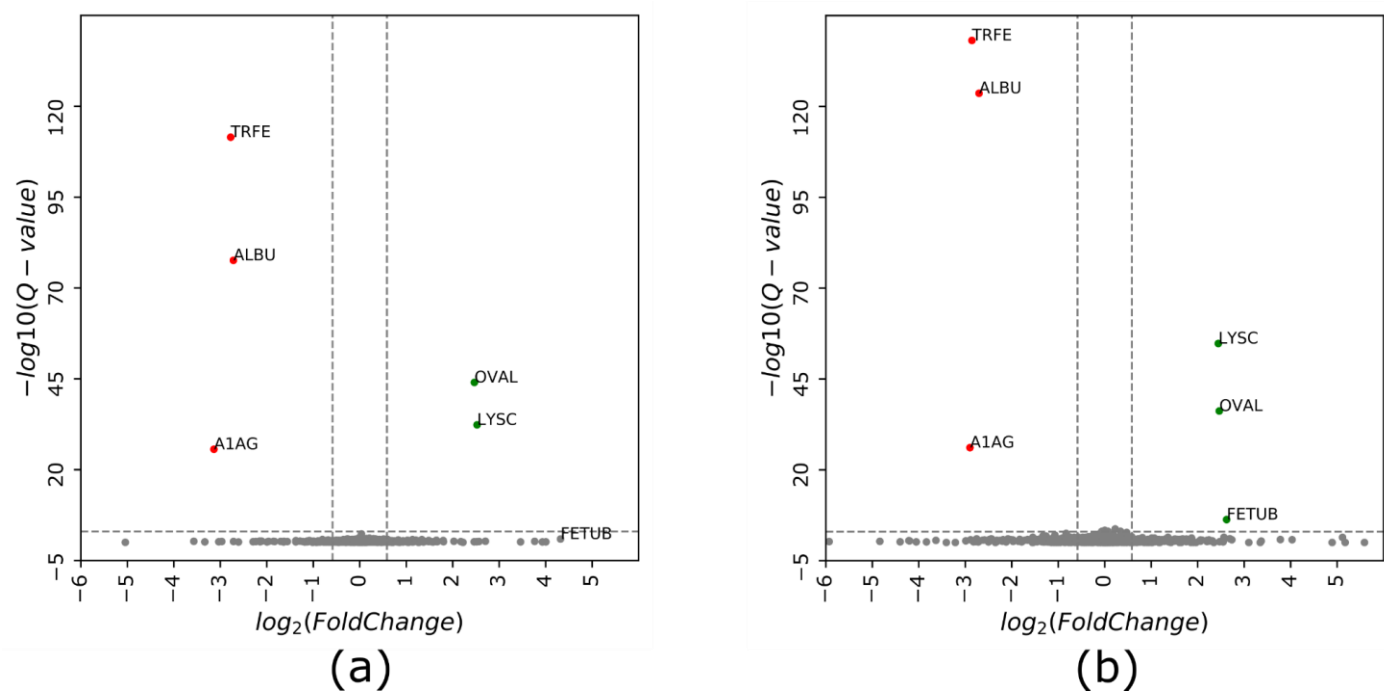 −log10(Q − value)
120
95
70
45
20
−5
TRFE
ALBU
OVAL
LYSC
A1AG
FETUB
−6 −5 −4 −3 −2 −1 0 1 2 3 4 5
log₂(FoldChange)
(a)
−log10(Q − value)
120
95
70
45
20
−5
TRFE
ALBU
LYSC
OVAL
A1AG
FETUB
−6 −5 −4 −3 −2 −1 0 1 2 3 4 5
log₂(FoldChange)
(b)